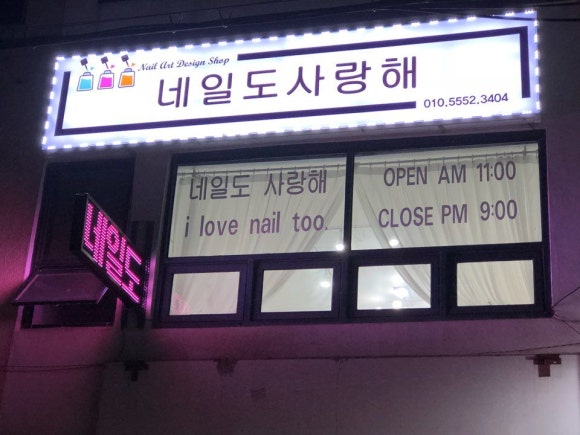 Nail Art Design Shop
네일도사랑해
010.5552.3404
네일도 사랑해
i love nail too.
OPEN AM 11:00
CLOSE PM 9:00
네일도